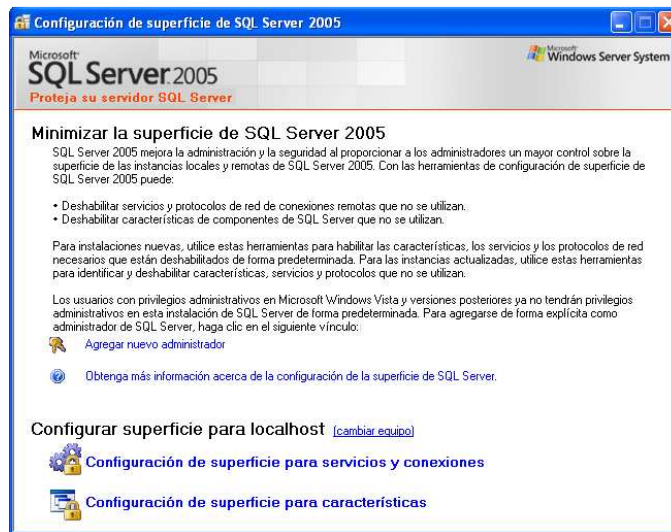 Configuración de superficie de SQL Server 2005
Microsoft
SQL Server 2005
Proteja su servidor SQL Server
Microsoft
Windows Server System
Minimizar la superficie de SQL Server 2005
SQL Server 2005 mejora la administración y la seguridad al proporcionar a los administradores un mayor control sobre la
superficie de las instancias locales y remotas de SQL Server 2005. Con las herramientas de configuración de superficie de
SQL Server 2005 puede:
• Deshabilitar servicios y protocolos de red de conexiones remotas que no se utilizan.
• Deshabilitar características de componentes de SQL Server que no se utilizan.
Para instalaciones nuevas, utilice estas herramientas para habilitar las características, los servicios y los protocolos de red
necesarios que están deshabilitados de forma predeterminada. Para las instancias actualizadas, utilice estas herramientas
para identificar y deshabilitar características, servicios y protocolos que no se utilizan.
Los usuarios con privilegios administrativos en Microsoft Windows Vista y versiones posteriores ya no tendrán privilegios
administrativos en esta instalación de SQL Server de forma predeterminada. Para agregarse de forma explícita como
administrador de SQL Server, haga clic en el siguiente vínculo:
Agregar nuevo administrador
Obtenga más información acerca de la configuración de la superficie de SQL Server.
Configurar superficie para localhost (cambiar equipo)
Configuración de superficie para servicios y conexiones
Configuración de superficie para características